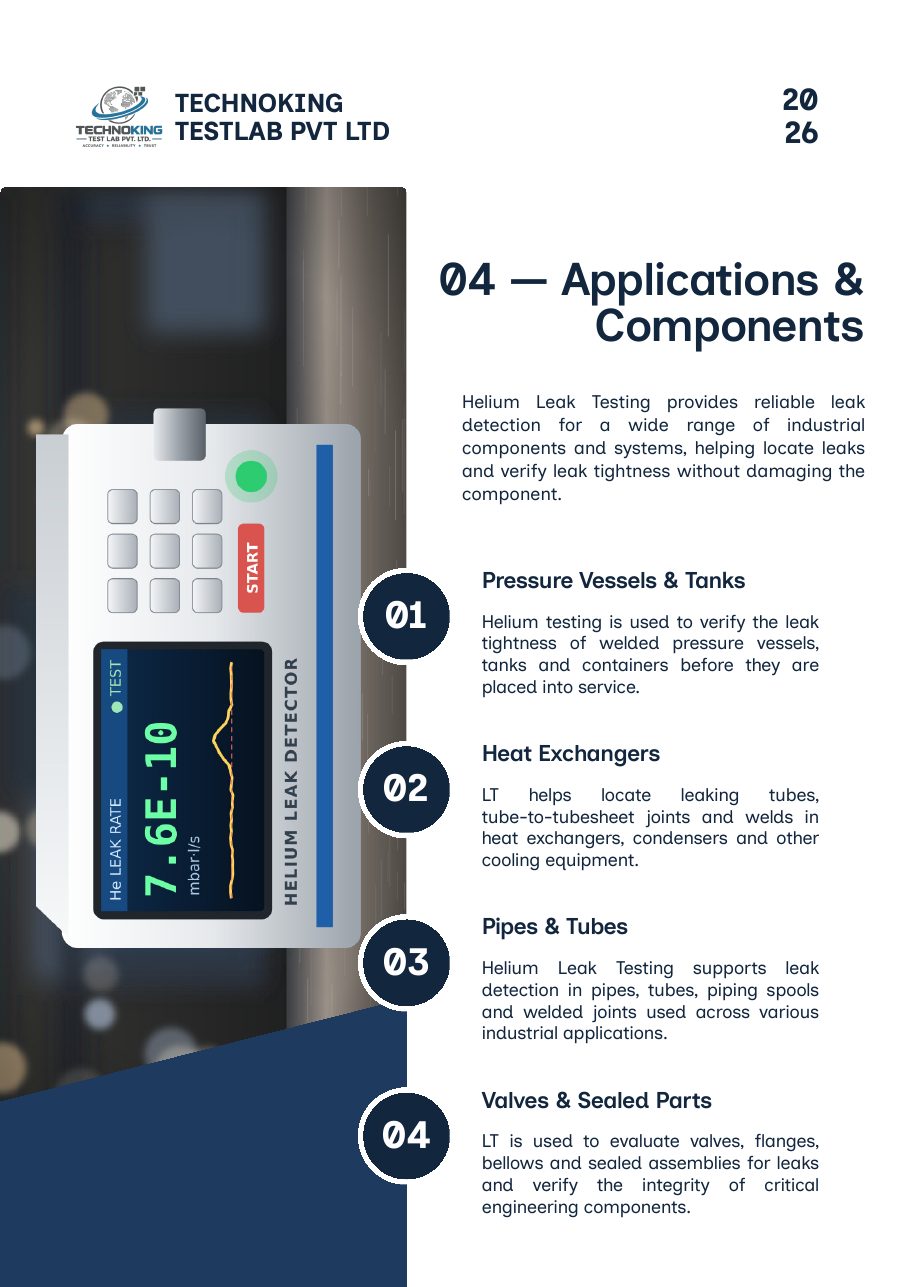 TECHNOKING
TEST LAB PVT. LTD.
ACCURACY • RELIABILITY • TRUST
TECHNOKING
TESTLAB PVT LTD
20
26
04 — Applications &
Components
Helium Leak Testing provides reliable leak
detection for a wide range of industrial
components and systems, helping locate leaks
and verify leak tightness without damaging the
component.
He LEAK RATE
● TEST
7.6E-10
mbar·l/s
START
HELIUM LEAK DETECTOR
01
Pressure Vessels & Tanks
Helium testing is used to verify the leak
tightness of welded pressure vessels,
tanks and containers before they are
placed into service.
02
Heat Exchangers
LT helps locate leaking tubes,
tube-to-tubesheet joints and welds in
heat exchangers, condensers and other
cooling equipment.
03
Pipes & Tubes
Helium Leak Testing supports leak
detection in pipes, tubes, piping spools
and welded joints used across various
industrial applications.
04
Valves & Sealed Parts
LT is used to evaluate valves, flanges,
bellows and sealed assemblies for leaks
and verify the integrity of critical
engineering components.